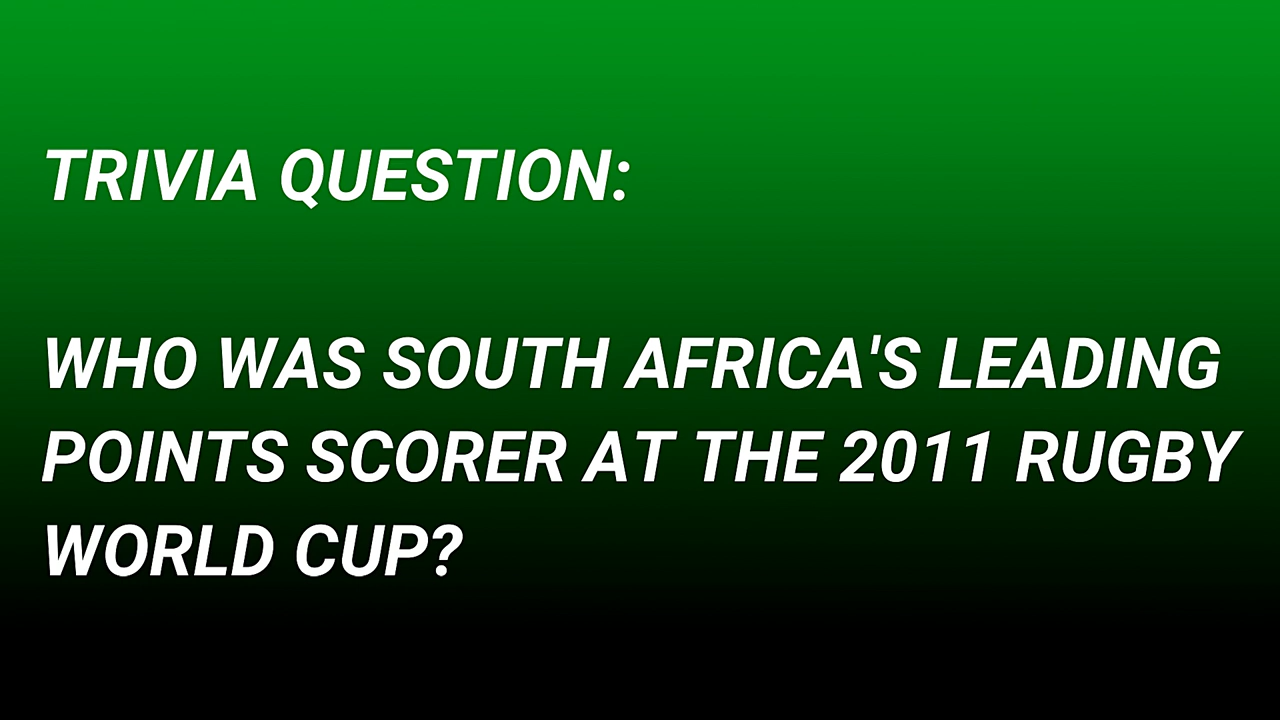 TRIVIA QUESTION:
WHO WAS SOUTH AFRICA'S LEADING
POINTS SCORER AT THE 2011 RUGBY
WORLD CUP?